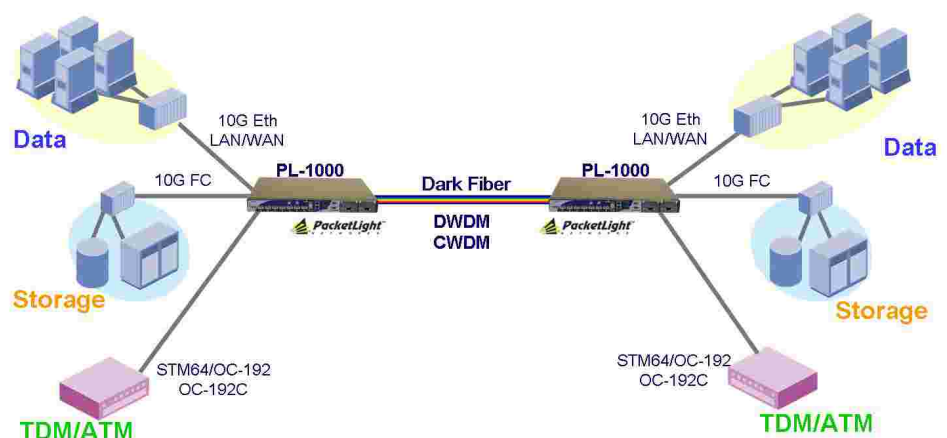 10G Eth
LAN/WAN
Data
PL-1000
10G FC
Storage
STM64/OC-192
OC-192C
TDM/ATM
PacketLight
NETWORKS
Dark Fiber
DWDM
CWDM
10G Eth
LAN/WAN
Data
PL-1000
10G FC
Storage
PacketLight
NETWORKS
STM64/OC-192
OC-192C
TDM/ATM